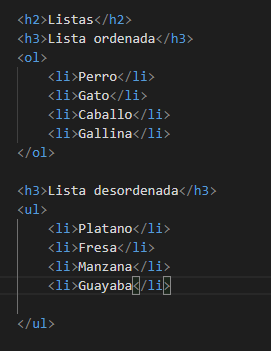 <h2>Listas</h2>
<h3>Lista ordenada</h3>
<ol>
<li>Perro</li>
<li>Gato</li>
<li>Caballo</li>
<li>Gallina</li>
</ol>
<h3>Lista desordenada</h3>
<ul>
<li>Platano</li>
<li>Fresa</li>
<li>Manzana</li>
<li>Guayaba</li>
</ul>